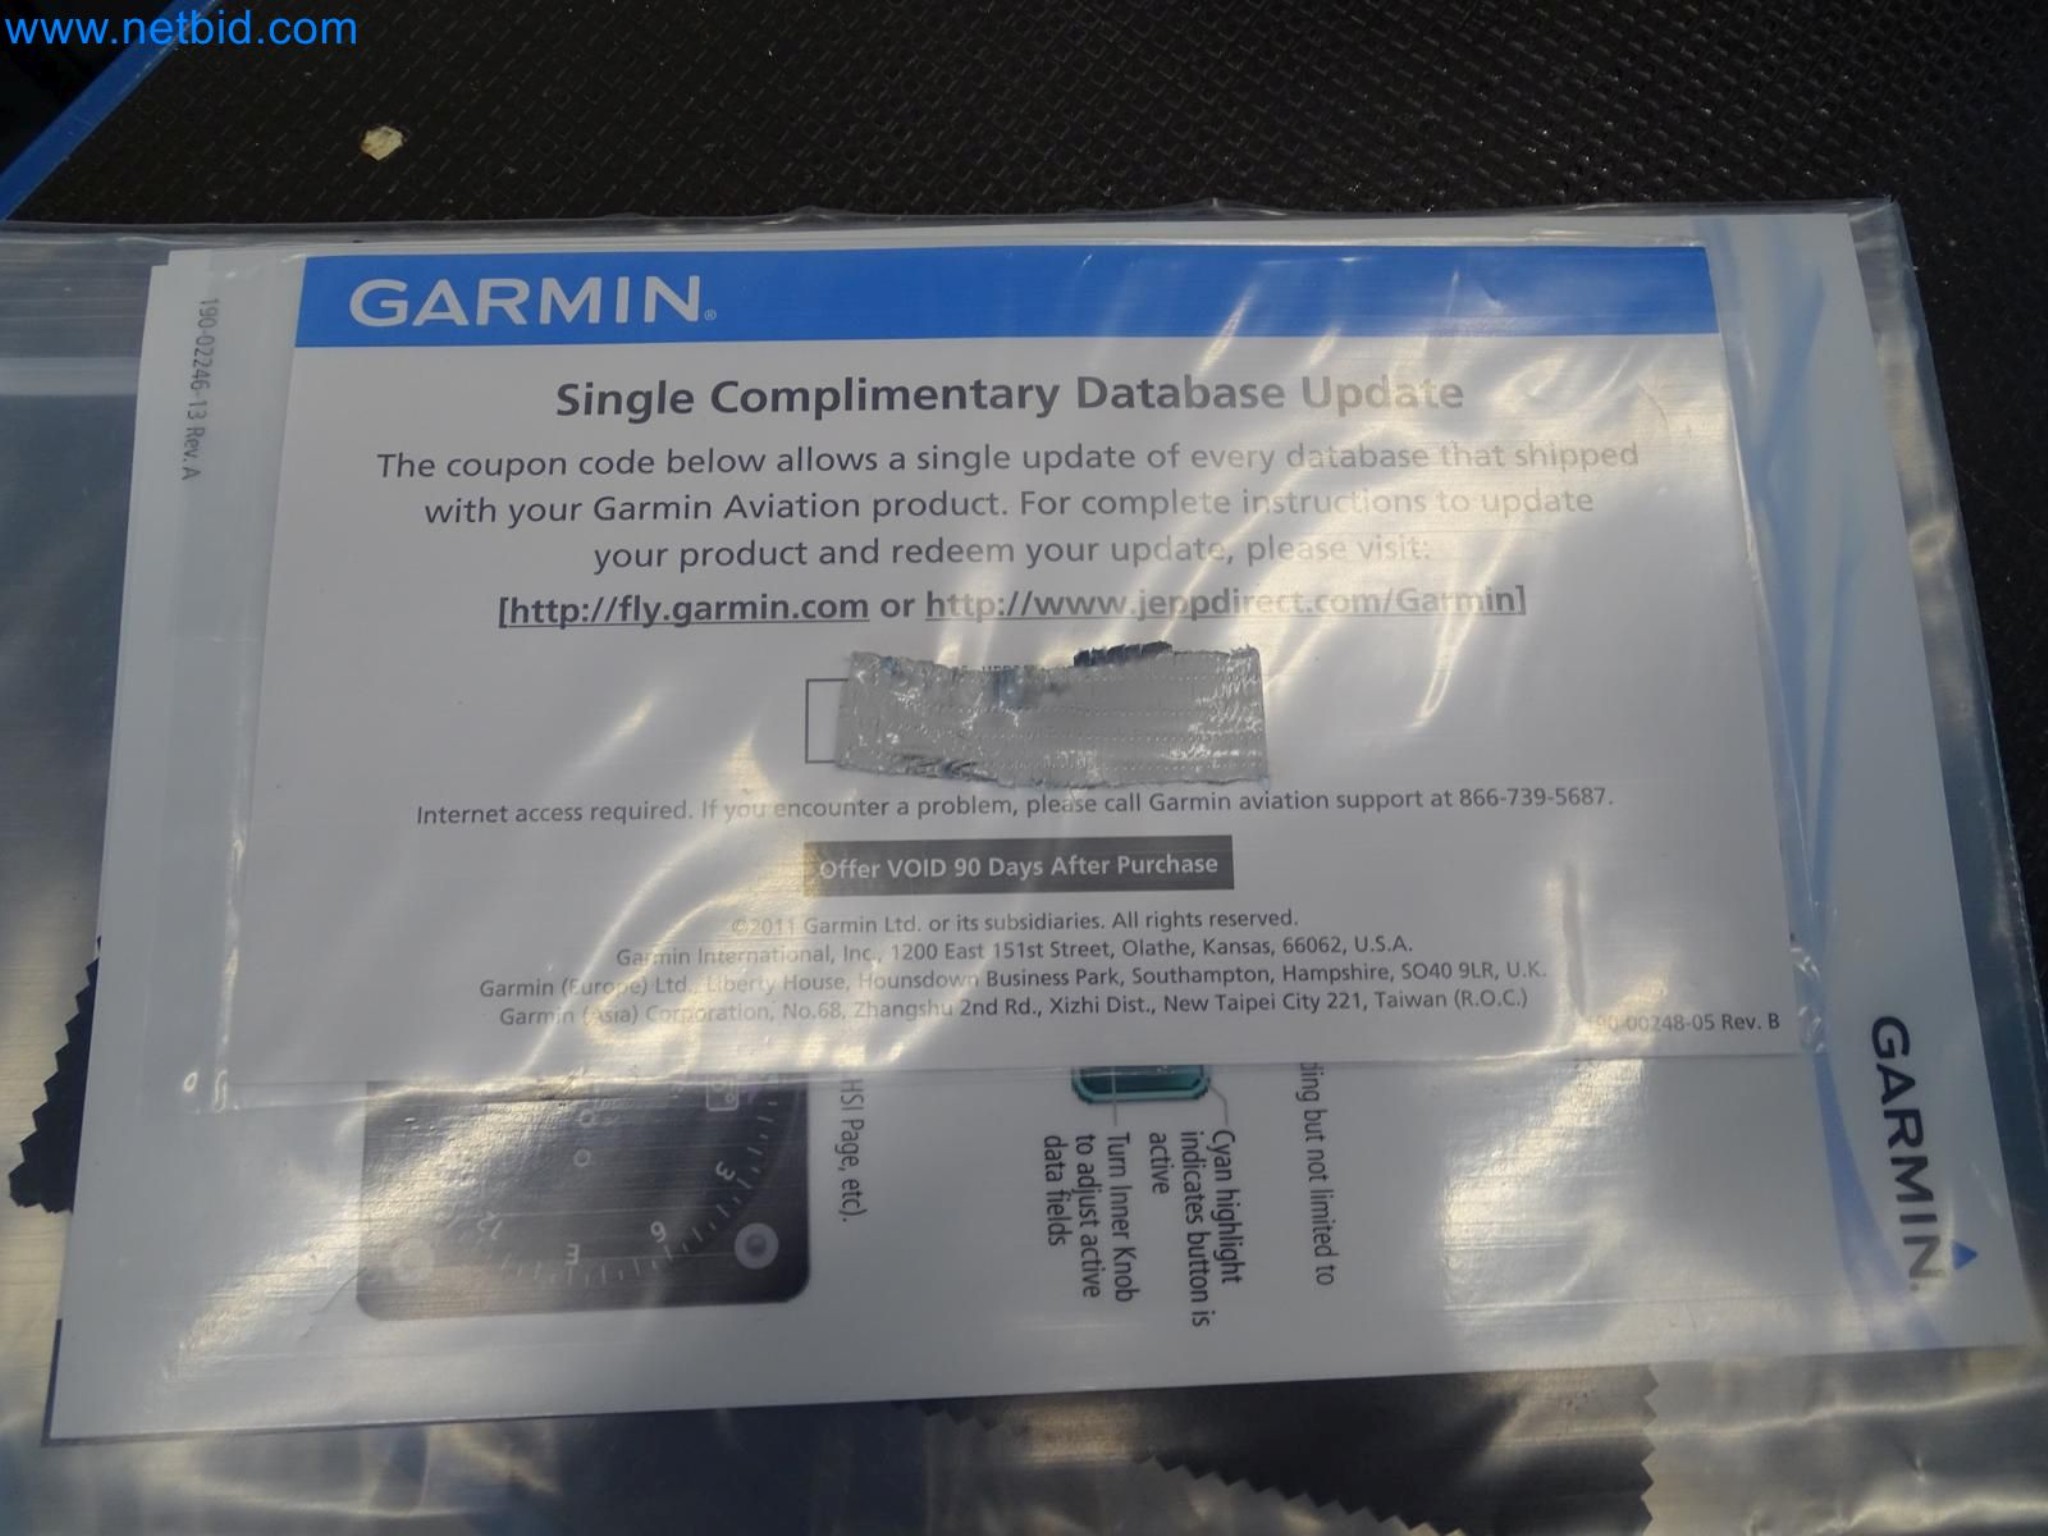 www.netbid.com
GARMIN®
190-02246-13 Rev. A
Single Complimentary Database Update
The coupon code below allows a single update of every database that shipped
with your Garmin Aviation product. For complete instructions to update
your product and redeem your update, please visit:
[http://fly.garmin.com or http://www.jeppdirect.com/Garmin]
Internet access required. If you encounter a problem, please call Garmin aviation support at 866-739-5687.
Offer VOID 90 Days After Purchase
©2011 Garmin Ltd. or its subsidiaries. All rights reserved.
Garmin International, Inc., 1200 East 151st Street, Olathe, Kansas, 66062, U.S.A.
Garmin (Europe) Ltd., Liberty House, Hounsdown Business Park, Southampton, Hampshire, SO40 9LR, U.K.
Garmin (Asia) Corporation, No.68, Zhangshu 2nd Rd., Xizhi Dist., New Taipei City 221, Taiwan (R.O.C.)
190-00248-05 Rev. B
GARMIN®
ding but not limited to
Cyan highlight
indicates button is
active
Turn Inner Knob
to adjust active
data fields
HSI Page, etc).
3
6
E
12